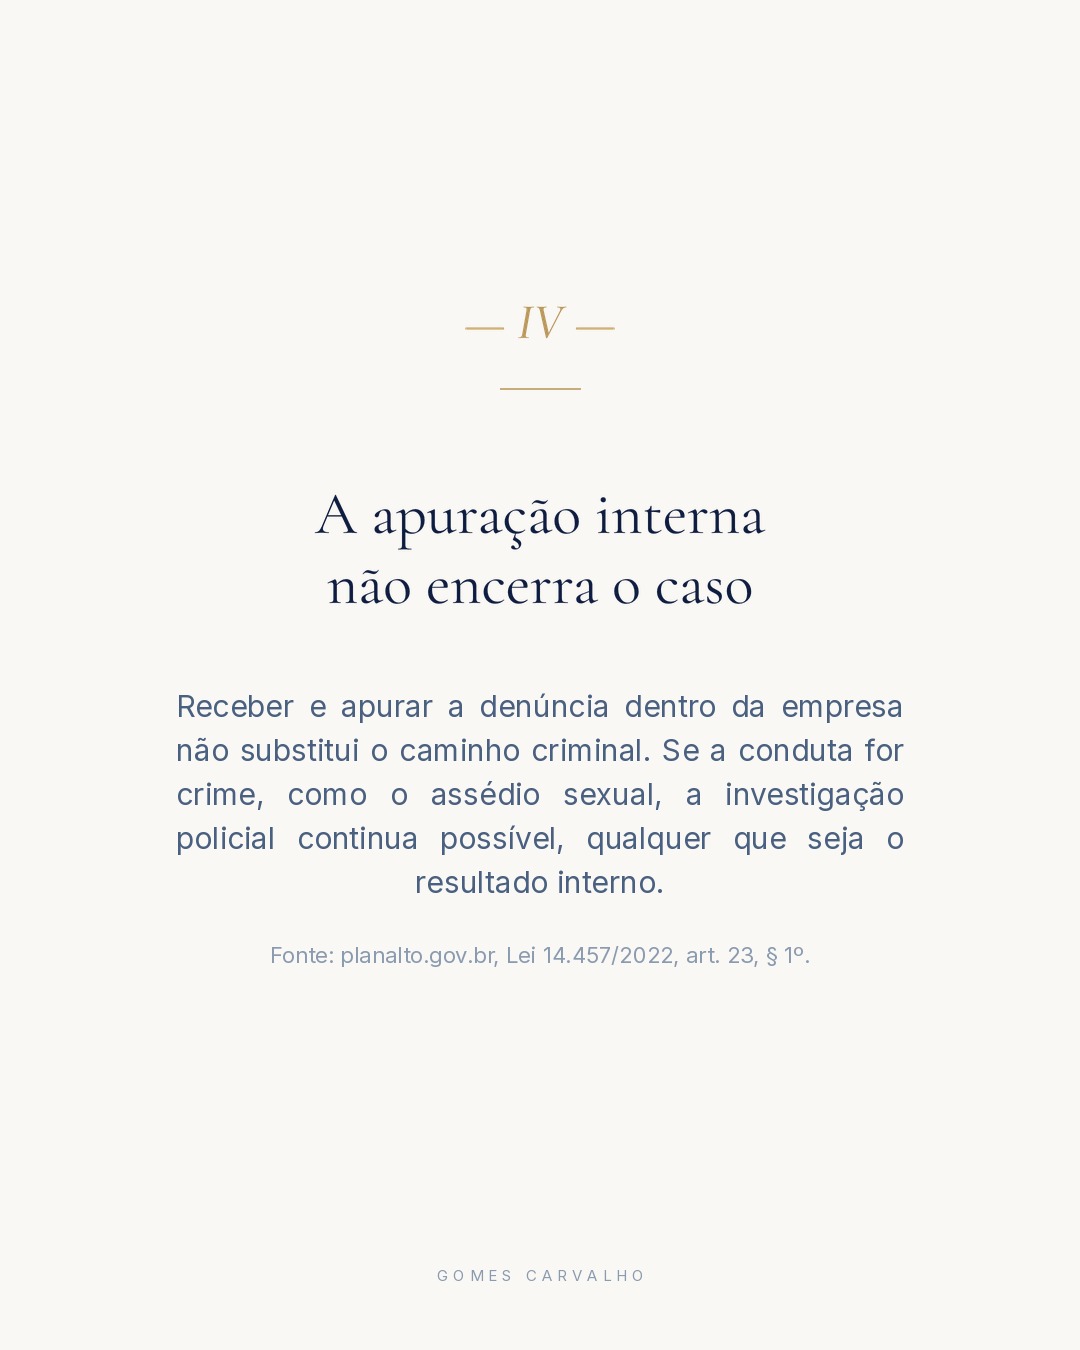 — IV —
A apuração interna
não encerra o caso
Receber e apurar a denúncia dentro da empresa
não substitui o caminho criminal. Se a conduta for
crime, como o assédio sexual, a investigação
policial continua possível, qualquer que seja o
resultado interno.
Fonte: planalto.gov.br, Lei 14.457/2022, art. 23, § 1º.
GOMES CARVALHO